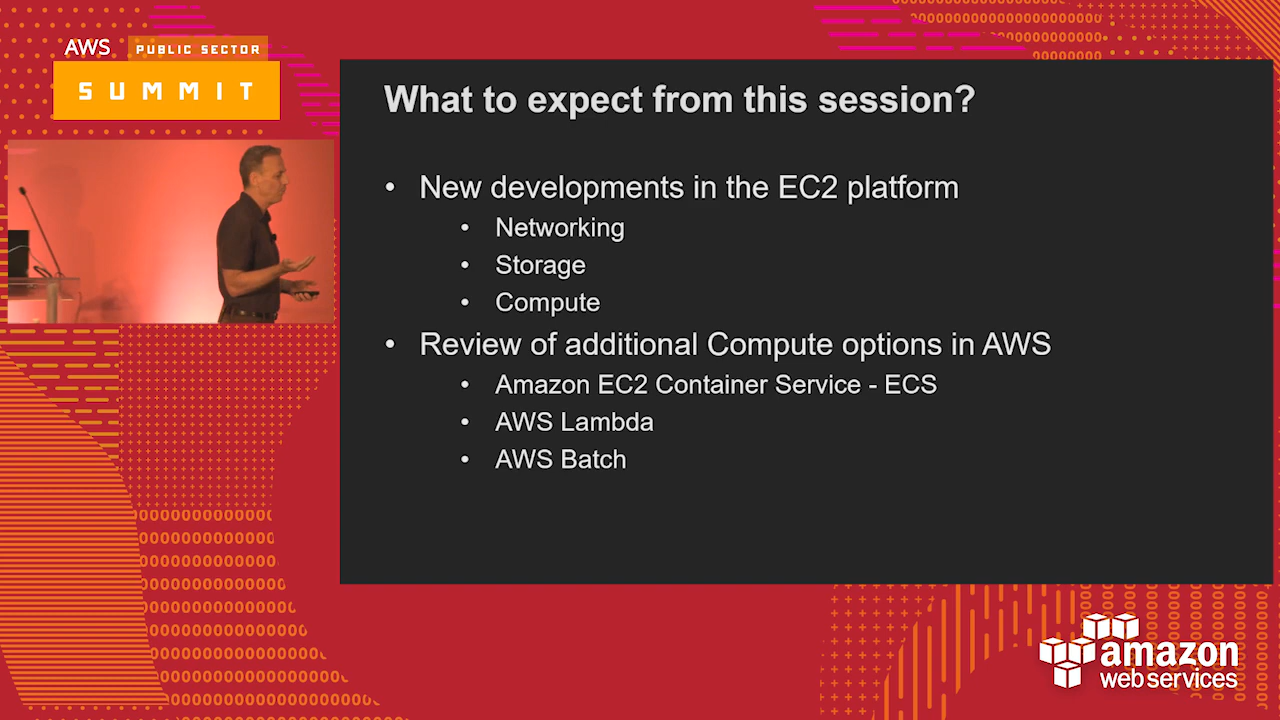 AWS PUBLIC SECTOR
SUMMIT
What to expect from this session?
• New developments in the EC2 platform
• Networking
• Storage
• Compute
• Review of additional Compute options in AWS
• Amazon EC2 Container Service - ECS
• AWS Lambda
• AWS Batch
amazon
web services